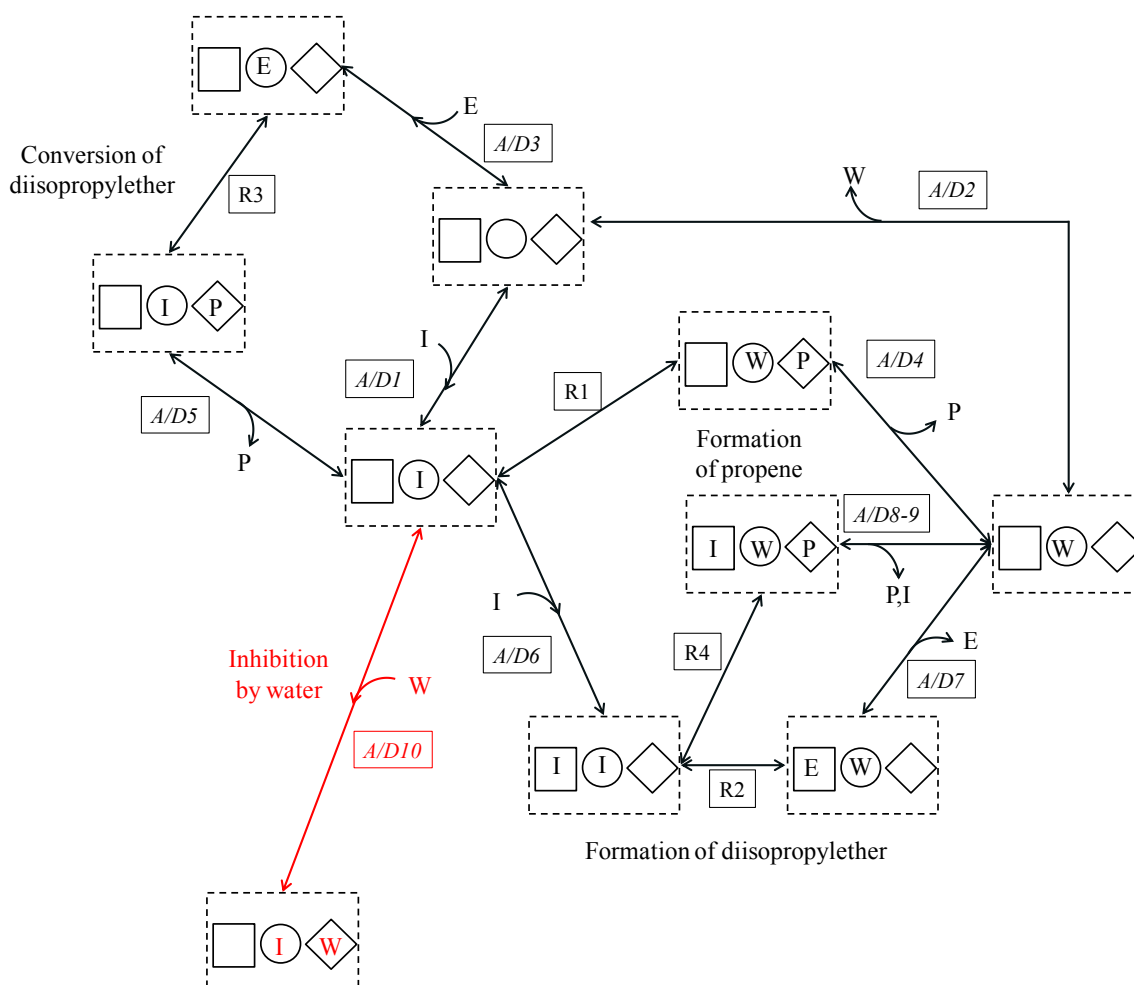 E
E
A/D3
Conversion of
diisopropylether
R3
W
A/D2
I P
I
A/D1
R1
W P
A/D4
A/D5
P
P
Formation
of propene
I
A/D8-9
I W P
W
P,I
I
A/D6
R4
E
A/D7
Inhibition
by water
W
A/D10
I I
R2
E W
Formation of diisopropylether
I W